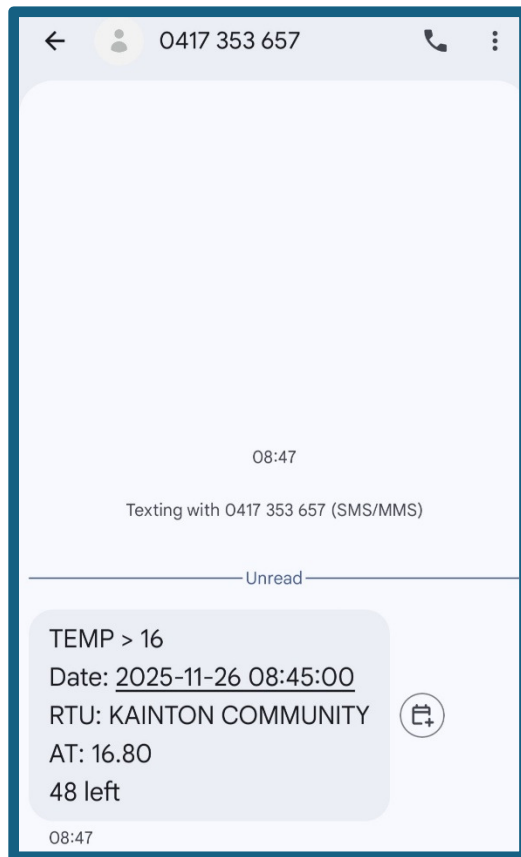 0417 353 657
08:47
Texting with 0417 353 657 (SMS/MMS)
Unread
TEMP > 16
Date: 2025-11-26 08:45:00
RTU: KAINTON COMMUNITY
AT: 16.80
48 left
08:47